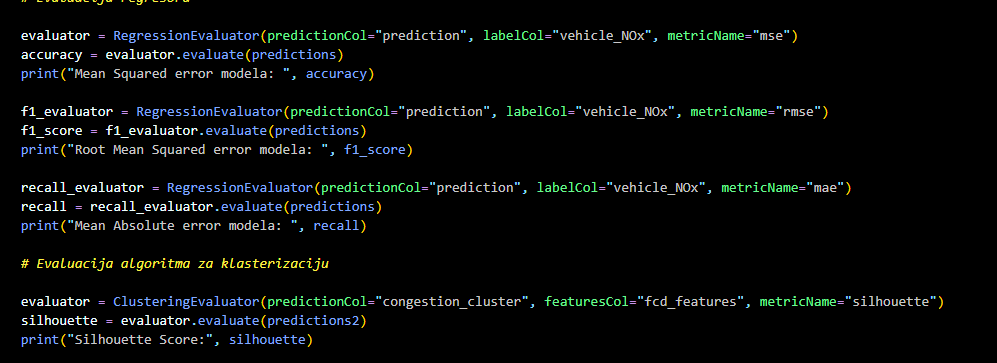 # Evaluacija regresora
evaluator = RegressionEvaluator(predictionCol="prediction", labelCol="vehicle_NOx", metricName="mse")
accuracy = evaluator.evaluate(predictions)
print("Mean Squared error modela: ", accuracy)
f1_evaluator = RegressionEvaluator(predictionCol="prediction", labelCol="vehicle_NOx", metricName="rmse")
f1_score = f1_evaluator.evaluate(predictions)
print("Root Mean Squared error modela: ", f1_score)
recall_evaluator = RegressionEvaluator(predictionCol="prediction", labelCol="vehicle_NOx", metricName="mae")
recall = recall_evaluator.evaluate(predictions)
print("Mean Absolute error modela: ", recall)
# Evaluacija algoritma za klasterizaciju
evaluator = ClusteringEvaluator(predictionCol="congestion_cluster", featuresCol="fcd_features", metricName="silhouette")
silhouette = evaluator.evaluate(predictions2)
print("Silhouette Score:", silhouette)